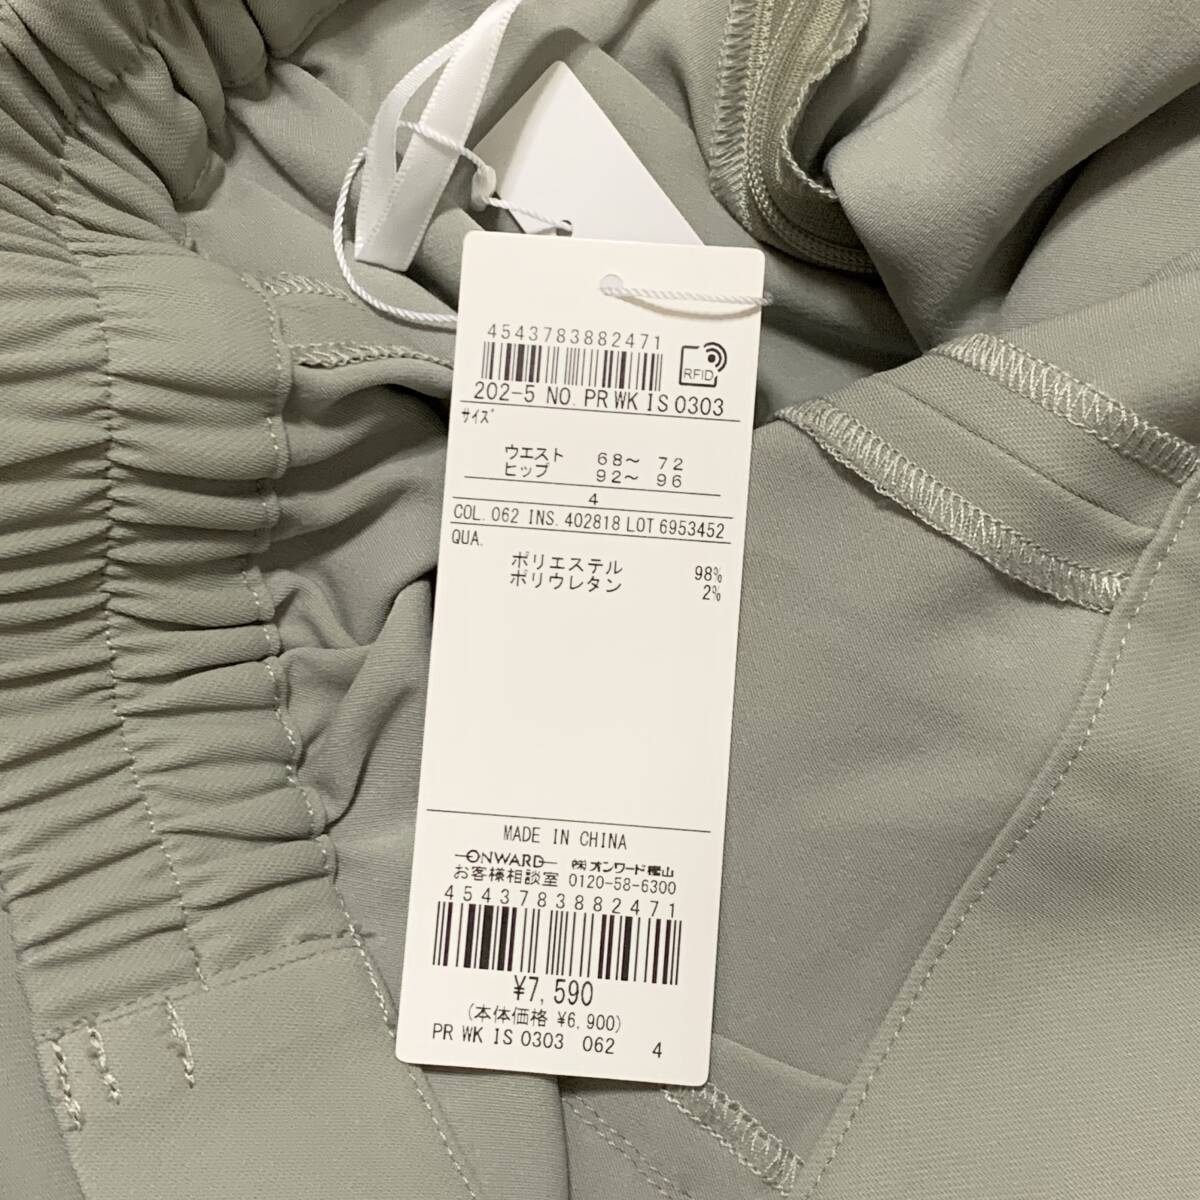 4543783882471
RFID
202-5 NO. PR WK IS 0303
サイズ
ウエスト 68〜 72
ヒップ 92〜 96
4
COL. 062 INS. 402818 LOT 6953452
QUA.
ポリエステル 98%
ポリウレタン 2%
MADE IN CHINA
ONWARD ㈱オンワード樫山
お客様相談室 0120-58-6300
4543783882471
¥7,590
(本体価格 ¥6,900)
PR WK IS 0303 062 4